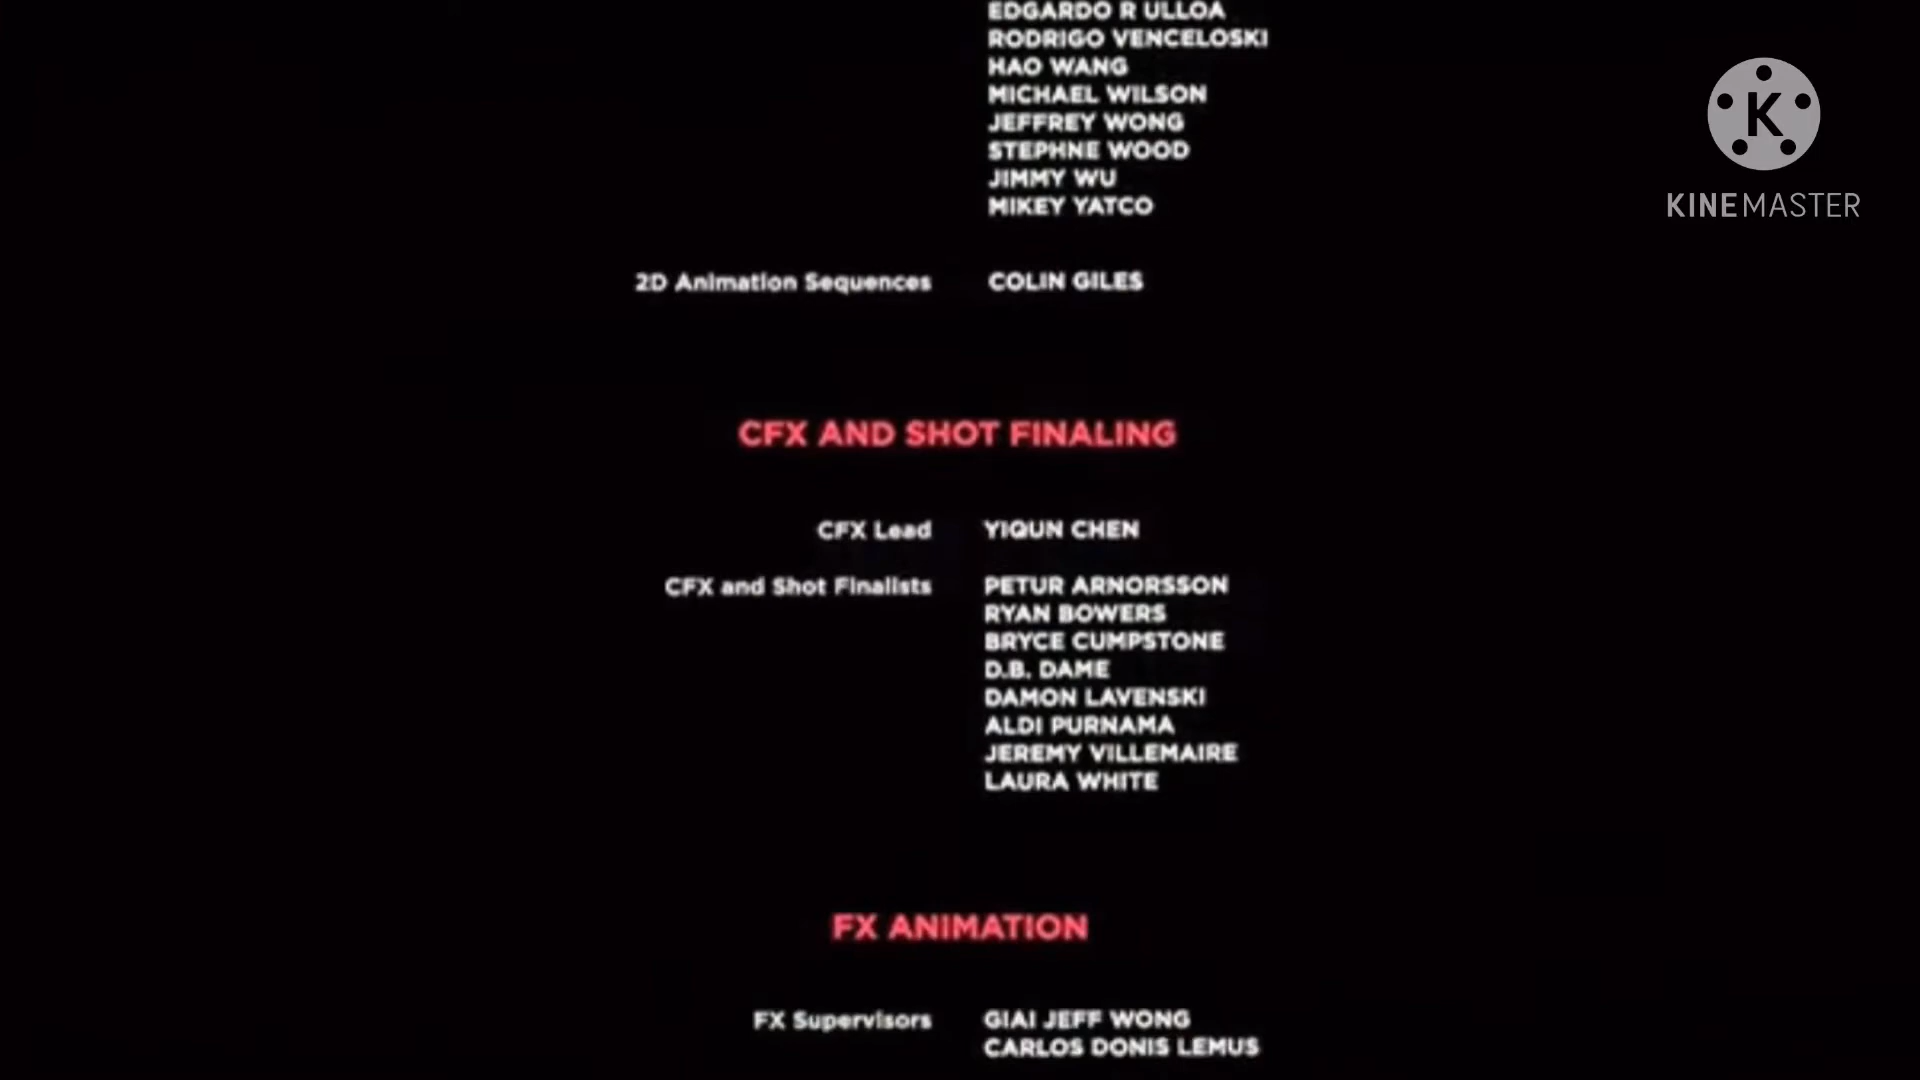 EDGARDO R ULLOA
RODRIGO VENCELOSKI
HAO WANG
MICHAEL WILSON
JEFFREY WONG
STEPHNE WOOD
JIMMY WU
MIKEY YATCO
K
KINEMASTER
2D Animation Sequences COLIN GILES
CFX AND SHOT FINALING
CFX Lead YIQUN CHEN
CFX and Shot Finalists PETUR ARNORSSON
RYAN BOWERS
BRYCE CUMPSTONE
D.B. DAME
DAMON LAVENSKI
ALDI PURNAMA
JEREMY VILLEMAIRE
LAURA WHITE
FX ANIMATION
FX Supervisors GIAI JEFF WONG
CARLOS DONIS LEMUS